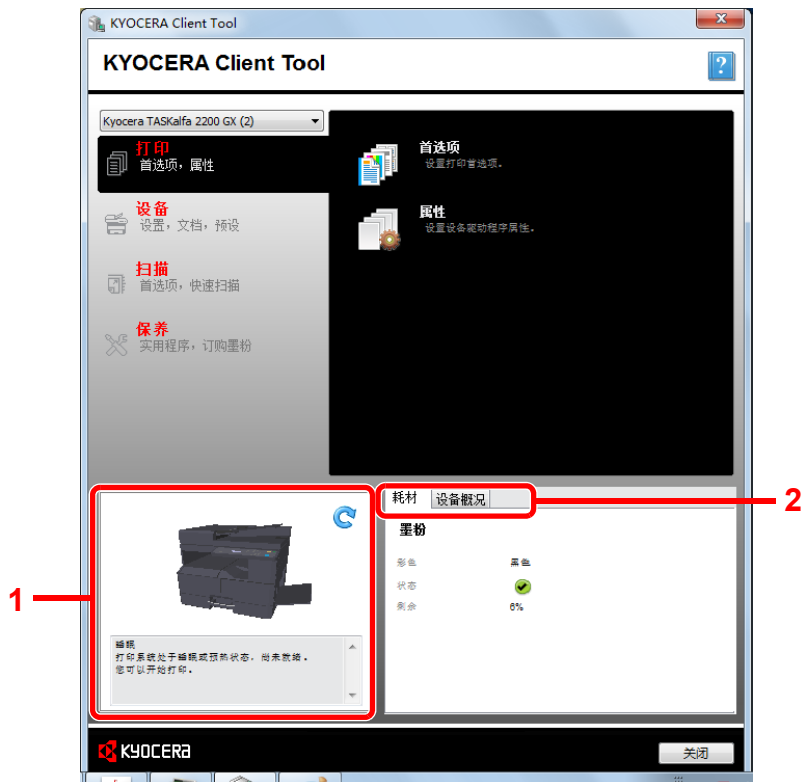 KYOCERA Client Tool
KYOCERA Client Tool
?
Kyocera TASKalfa 2200 GX (2)
打印
首选项，属性
设备
设置，文档，预设
扫描
首选项，快速扫描
保养
实用程序，订购墨粉
首选项
设置打印首选项。
属性
设置设备驱动程序属性。
1
睡眠
打印系统处于睡眠或预热状态，尚未就绪。
您可以开始打印。
耗材 设备概况
2
墨粉
彩色 黑色
状态
剩余 6%
KYOCERA
关闭